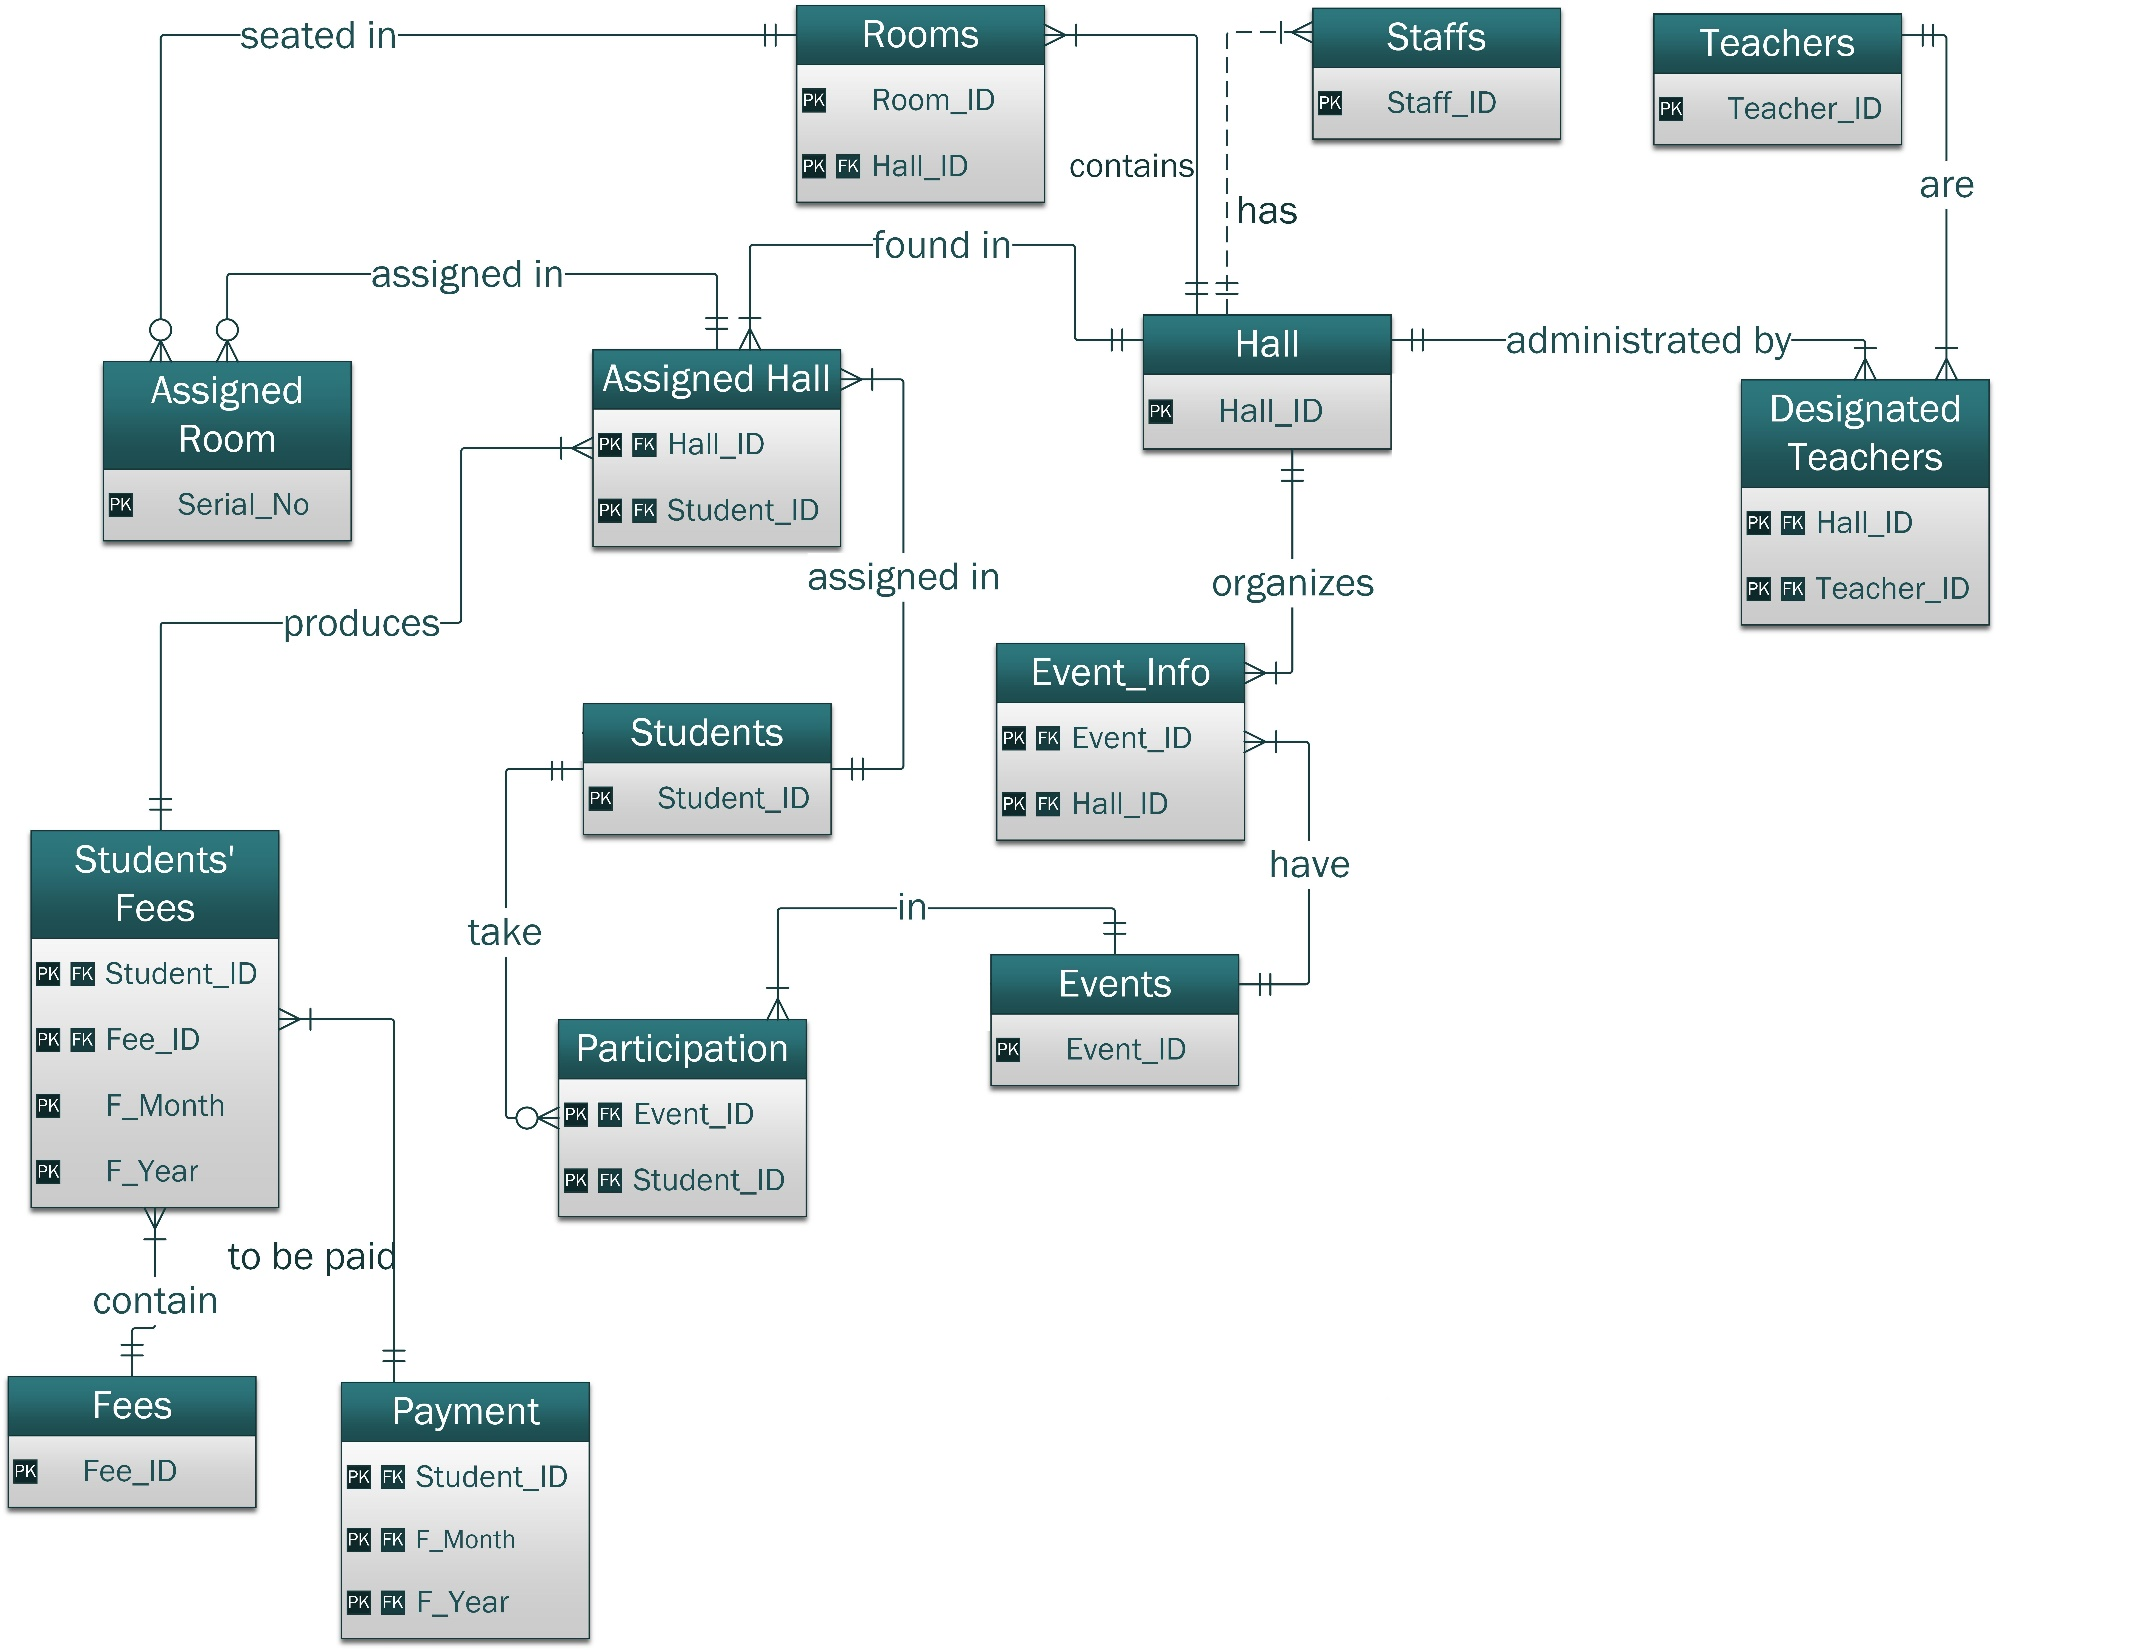 seated in
Rooms
PK Room_ID
PK FK Hall_ID
contains
Staffs
PK Staff_ID
has
Teachers
PK Teacher_ID
are
found in
assigned in
Assigned
Room
PK Serial_No
Assigned Hall
PK FK Hall_ID
PK FK Student_ID
Hall
PK Hall_ID
administrated by
Designated
Teachers
PK FK Hall_ID
PK FK Teacher_ID
assigned in
organizes
produces
Event_Info
PK FK Event_ID
PK FK Hall_ID
Students
PK Student_ID
have
Students'
Fees
PK FK Student_ID
PK FK Fee_ID
PK F_Month
PK F_Year
take
in
Events
PK Event_ID
Participation
PK FK Event_ID
PK FK Student_ID
to be paid
contain
Fees
PK Fee_ID
Payment
PK FK Student_ID
PK FK F_Month
PK FK F_Year